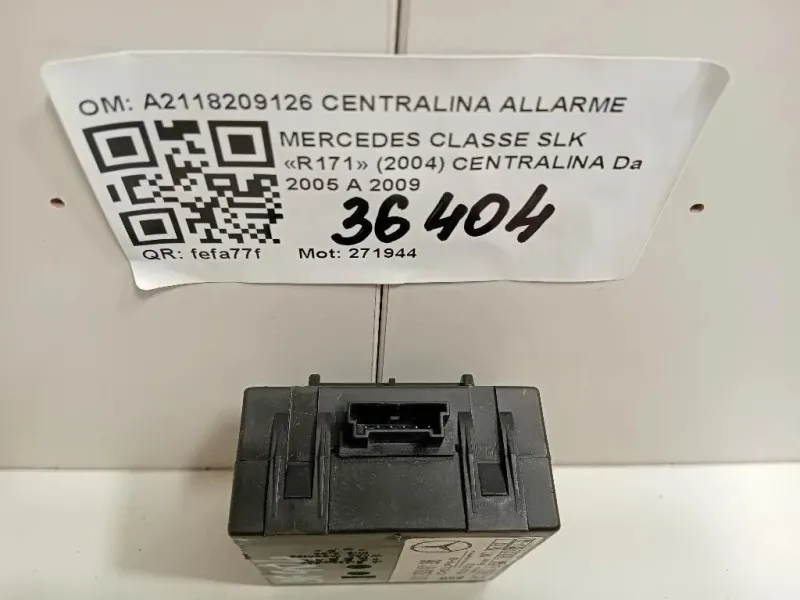 OM: A2118209126 CENTRALINA ALLARME
MERCEDES CLASSE SLK
«R171» (2004) CENTRALINA Da
2005 A 2009
36404
QR: fefa77f Mot: 271944